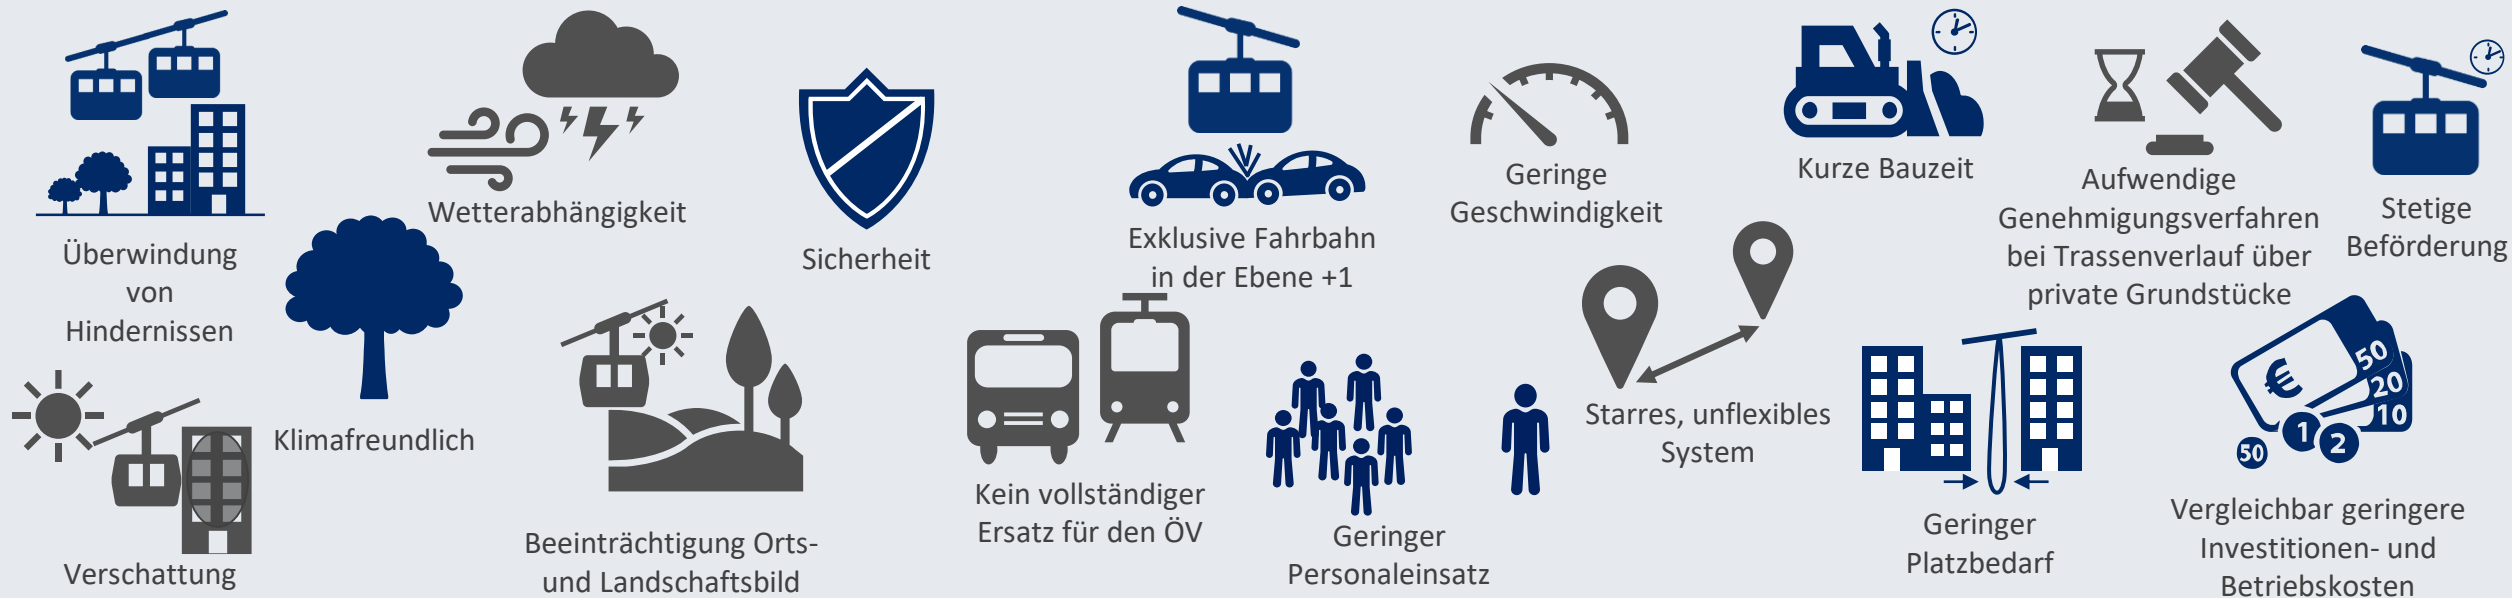 Überwindung
von
Hindernissen
Wetterabhängigkeit
Sicherheit
Exklusive Fahrbahn
in der Ebene +1
Geringe
Geschwindigkeit
Kurze Bauzeit
Aufwendige
Genehmigungsverfahren
bei Trassenverlauf über
private Grundstücke
Stetige
Beförderung
Verschattung
Klimafreundlich
Beeinträchtigung Orts-
und Landschaftsbild
Kein vollständiger
Ersatz für den ÖV
Geringer
Personaleinsatz
Starres, unflexibles
System
Geringer
Platzbedarf
€
50
20
10
50
1
2
Vergleichbar geringere
Investitionen- und
Betriebskosten